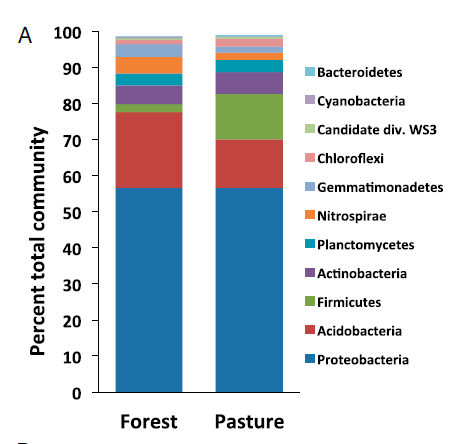 A
Percent total community
100
90
80
70
60
50
40
30
20
10
0
Forest
Pasture
Bacteroidetes
Cyanobacteria
Candidate div. WS3
Chloroflexi
Gemmatimonadetes
Nitrospirae
Planctomycetes
Actinobacteria
Firmicutes
Acidobacteria
Proteobacteria